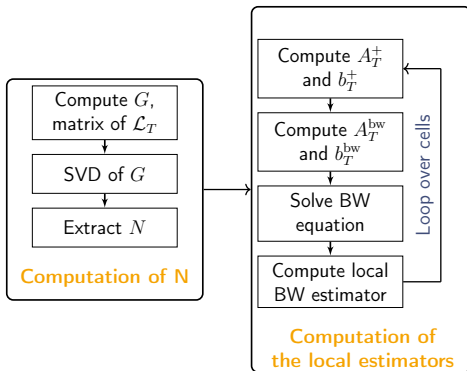 Compute G,
matrix of ℒ_T
SVD of G
Extract N
Computation of N
Compute A_T^+
and b_T^+
Compute A_T^bw
and b_T^bw
Solve BW
equation
Compute local
BW estimator
Loop over cells
Computation of
the local estimators